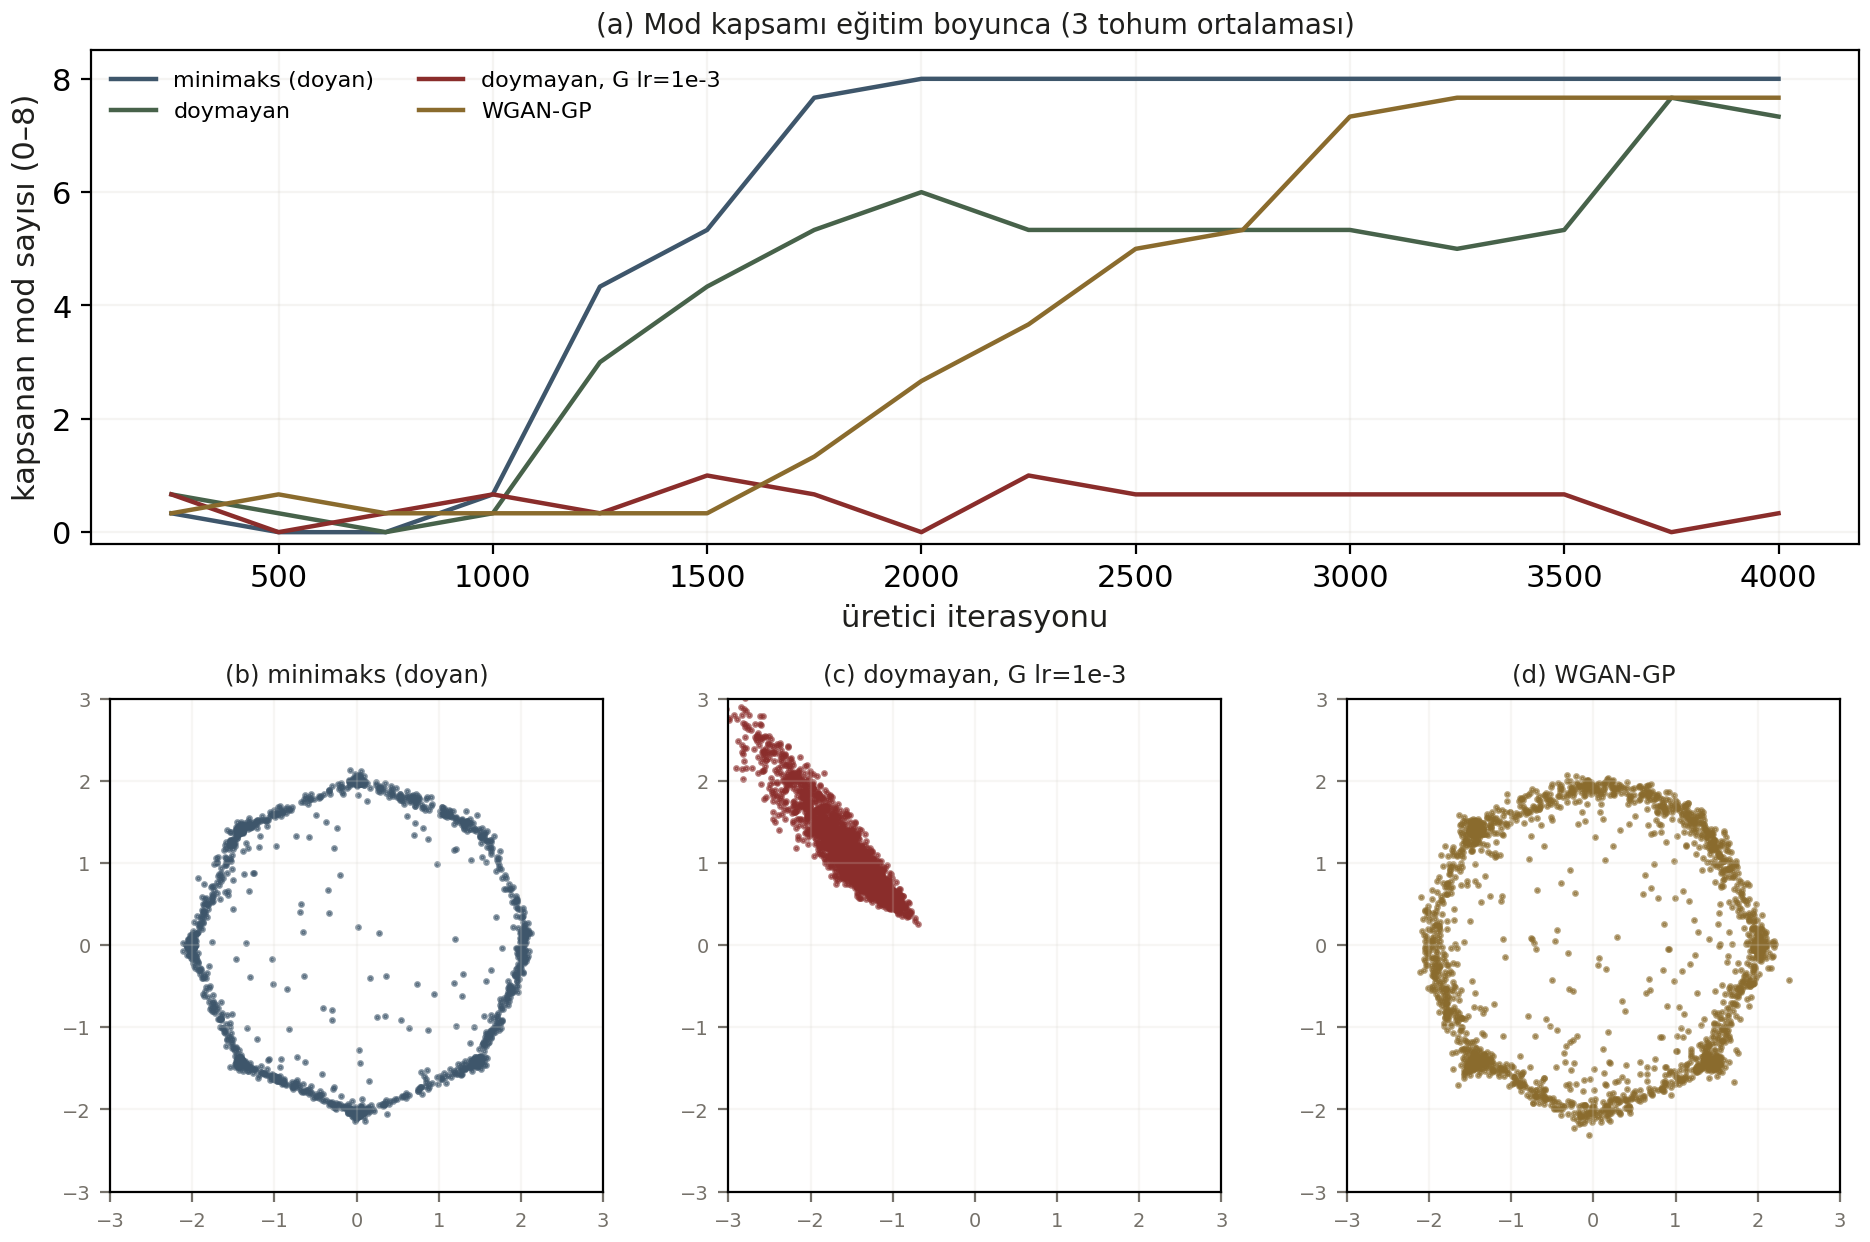 (a) Mod kapsamı eğitim boyunca (3 tohum ortalaması)
minimaks (doyan)
doymayan
doymayan, G lr=1e-3
WGAN-GP
kapsanan mod sayısı (0–8)
8
6
4
2
0
500 1000 1500 2000 2500 3000 3500 4000
üretici iterasyonu
(b) minimaks (doyan)
3
2
1
0
−1
−2
−3
−3 −2 −1 0 1 2 3
(c) doymayan, G lr=1e-3
3
2
1
0
−1
−2
−3
−3 −2 −1 0 1 2 3
(d) WGAN-GP
3
2
1
0
−1
−2
−3
−3 −2 −1 0 1 2 3